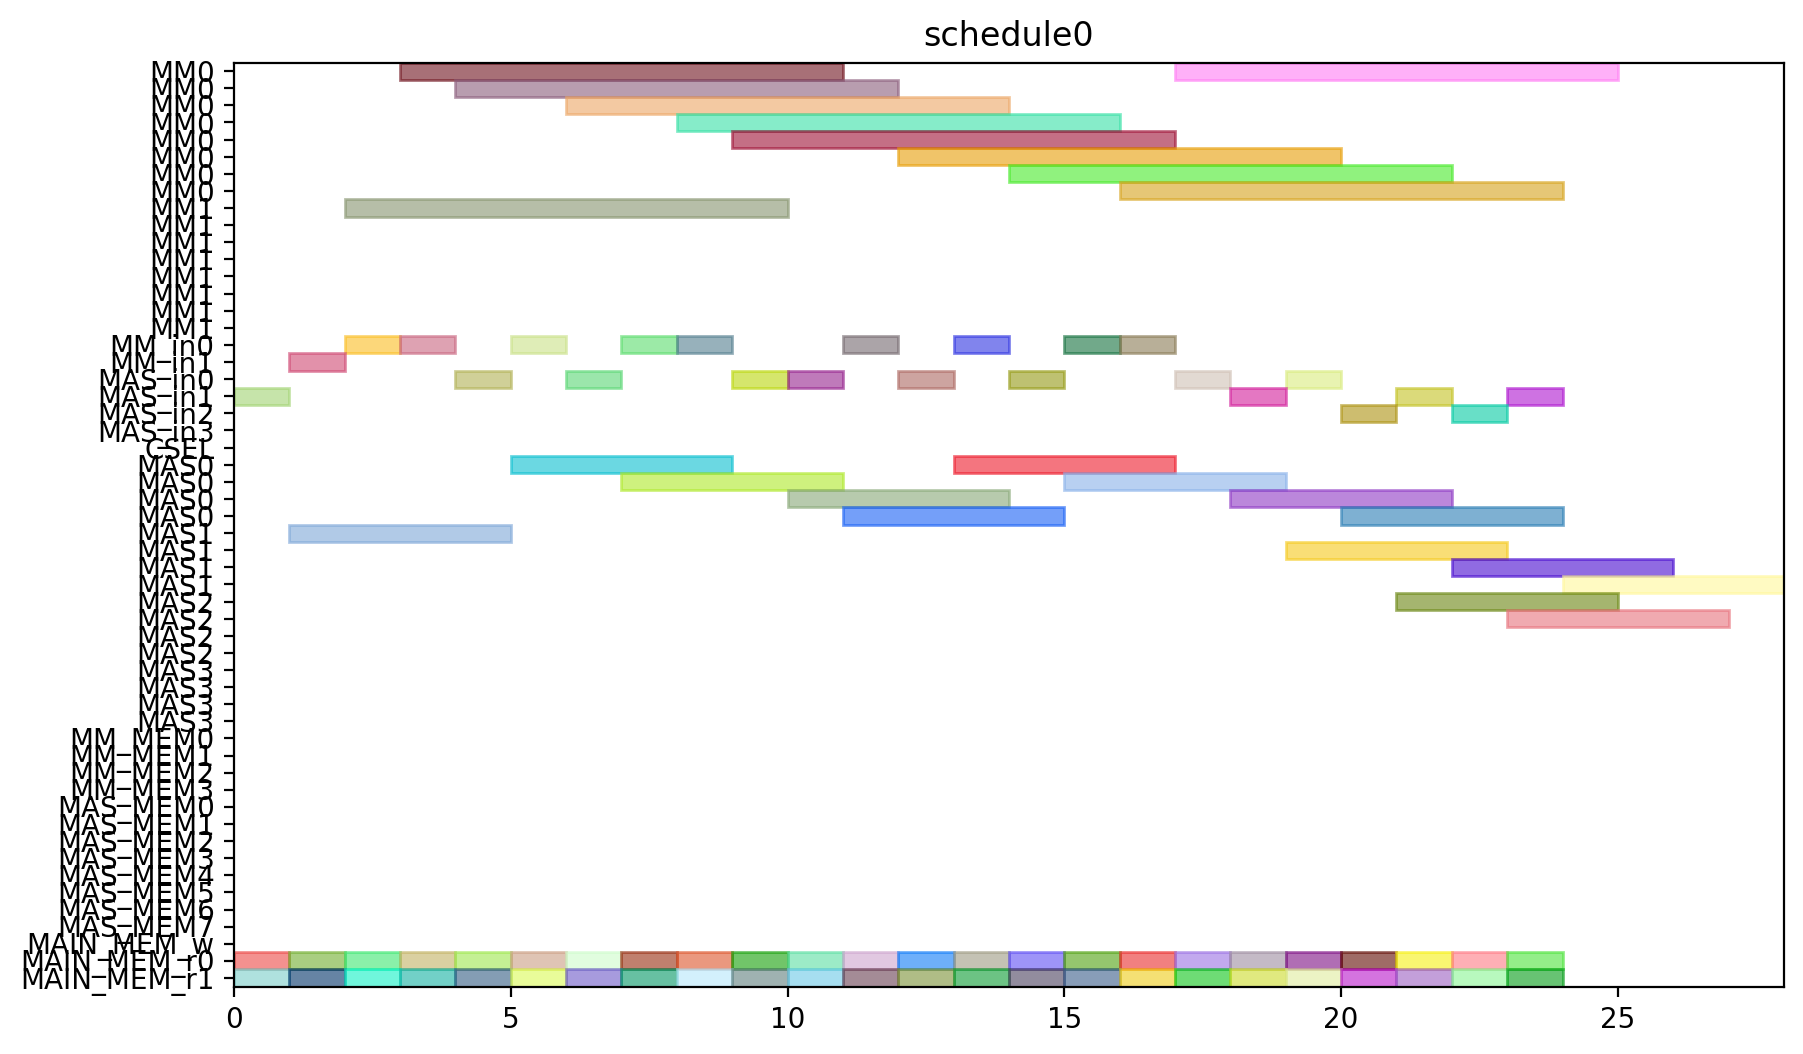 schedule0
MM0
MM0
MM0
MM0
MM0
MM0
MM0
MM0
MM1
MM1
MM1
MM1
MM1
MM1
MM1
MM1
MM_in0
MM_in1
MAS_in0
MAS_in1
MAS_in2
MAS_in3
CSEL
MAS0
MAS0
MAS0
MAS0
MAS1
MAS1
MAS1
MAS1
MAS2
MAS2
MAS2
MAS2
MAS3
MAS3
MAS3
MAS3
MM_MEM0
MM_MEM1
MM_MEM2
MM_MEM3
MAS_MEM0
MAS_MEM1
MAS_MEM2
MAS_MEM3
MAS_MEM4
MAS_MEM5
MAS_MEM6
MAS_MEM7
MAIN_MEM_w
MAIN_MEM_r0
MAIN_MEM_r1
0 5 10 15 20 25